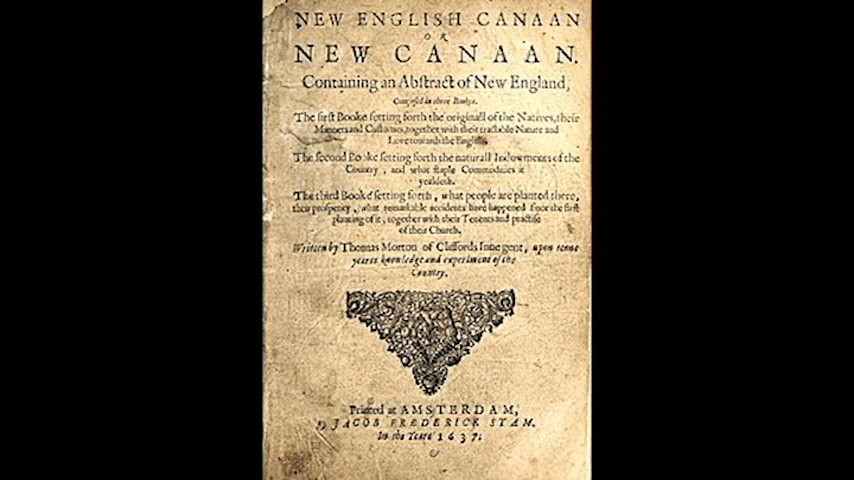 NEW ENGLISH CANAAN
OR
NEW CANAAN.
Containing an Abſtract of New England,
Compoſed in three Bookes.
The firſt Booke ſetting forth the originall of the Natives, their
Manners and Cuſtomes, together with their tractable Nature and
Love towards the Engliſh.
The ſecond Booke ſetting forth the naturall Indowments of the
Country, and what ſtaple Commodities it
yealdeth.
The third Booke ſetting forth, what people are planted there,
their proſperity, what remarkable accidents have happened ſince the firſt
planting of it, together with their Tenents and practiſe
of their Church.
Written by Thomas Morton of Cliffords Inne gent, upon tenne
yeares knowledge and experiment of the
Country.
Printed at AMSTERDAM,
By JACOB FREDERICK STAM.
In the Yeare 1637.